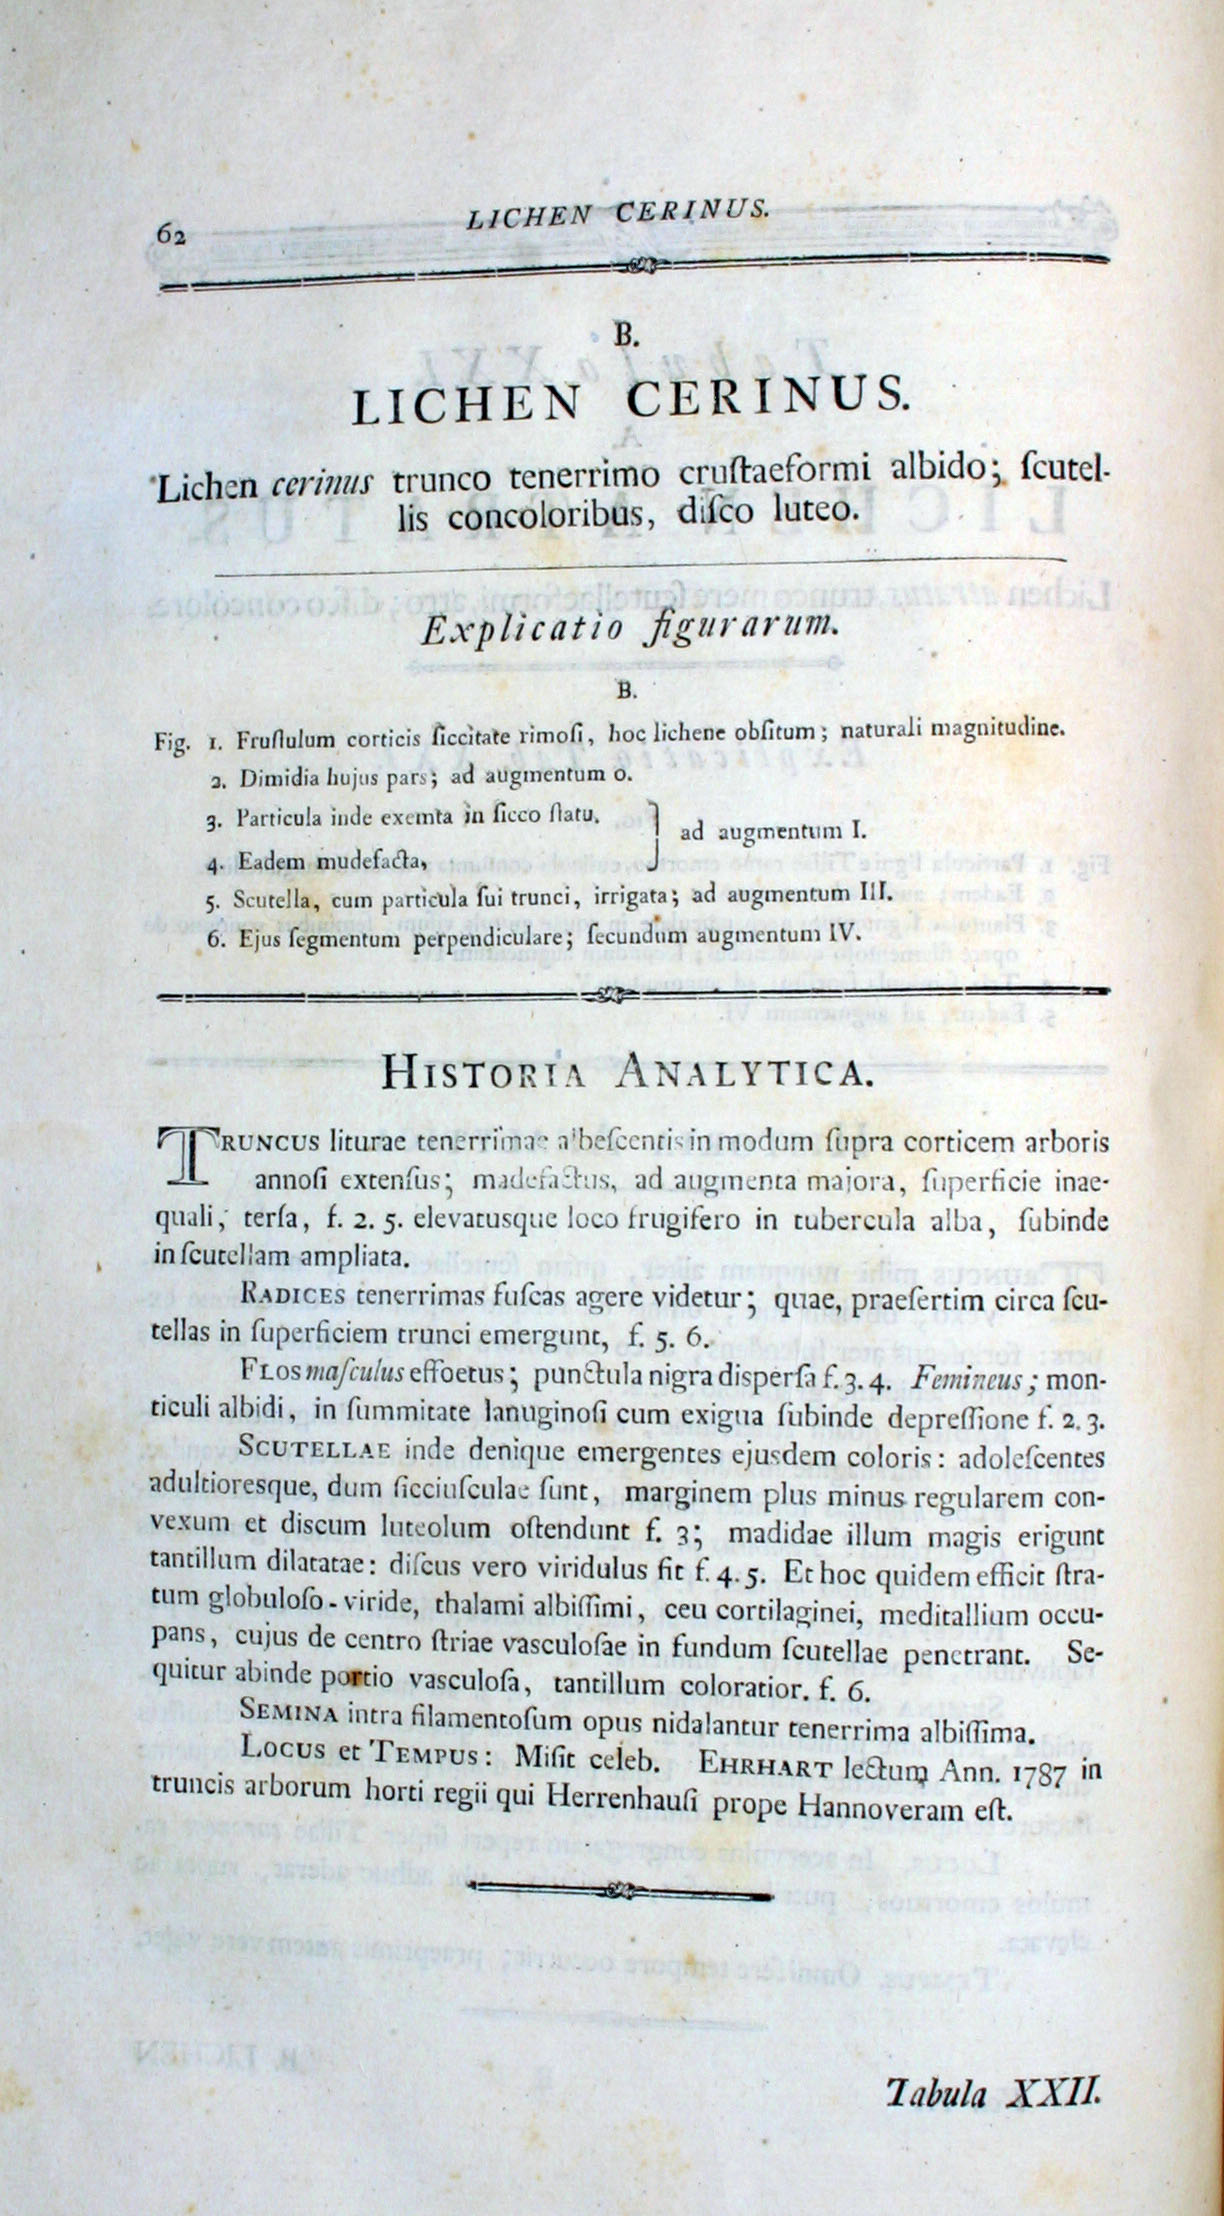 62
LICHEN CERINUS.
B.
LICHEN CERINUS.
Lichen cerinus trunco tenerrimo cruſtaeformi albido; ſcutel-
lis concoloribus, diſco luteo.
Explicatio figurarum.
B.
Fig. 1. Fruſtulum corticis ſiccitate rimoſi, hoc lichene obſitum; naturali magnitudine.
2. Dimidia hujus pars; ad augmentum 0.
3. Particula inde exemta in ſicco ſtatu,
4. Eadem mudefacta,
} ad augmentum I.
5. Scutella, cum particula ſui trunci, irrigata; ad augmentum III.
6. Ejus ſegmentum perpendiculare; ſecundum augmentum IV.
HISTORIA ANALYTICA.
TRUNCUS liturae tenerrimae albeſcentis in modum ſupra corticem arboris
annoſi extenſus; madefactus, ad augmenta majora, ſuperficie inae-
quali, terſa, f. 2. 5. elevatusque loco frugifero in tubercula alba, ſubinde
in ſcutellam ampliata.
RADICES tenerrimas fuſcas agere videtur; quae, praeſertim circa ſcu-
tellas in ſuperficiem trunci emergunt, f. 5. 6.
FLOS maſculus effoetus; punctula nigra disperſa f. 3. 4. Femineus; mon-
ticuli albidi, in ſummitate lanuginoſi cum exigua ſubinde depreſſione f. 2. 3.
SCUTELLAE inde denique emergentes ejusdem coloris: adoleſcentes
adultioresque, dum ſicciuſculae ſunt, marginem plus minus regularem con-
vexum et discum luteolum oſtendunt f. 3; madidae illum magis erigunt
tantillum dilatatae: diſcus vero viridulus fit f. 4. 5. Et hoc quidem efficit ſtra-
tum globuloſo-viride, thalami albiſſimi, ceu cortilaginei, meditallium occu-
pans, cujus de centro ſtriae vasculoſae in fundum ſcutellae penetrant. Se-
quitur abinde portio vasculoſa, tantillum coloratior. f. 6.
SEMINA intra filamentoſum opus nidalantur tenerrima albiſſima.
LOCUS et TEMPUS: Miſit celeb. EHRHART lectum Ann. 1787 in
truncis arborum horti regii qui Herrenhauſi prope Hannoveram eſt.
Tabula XXII.